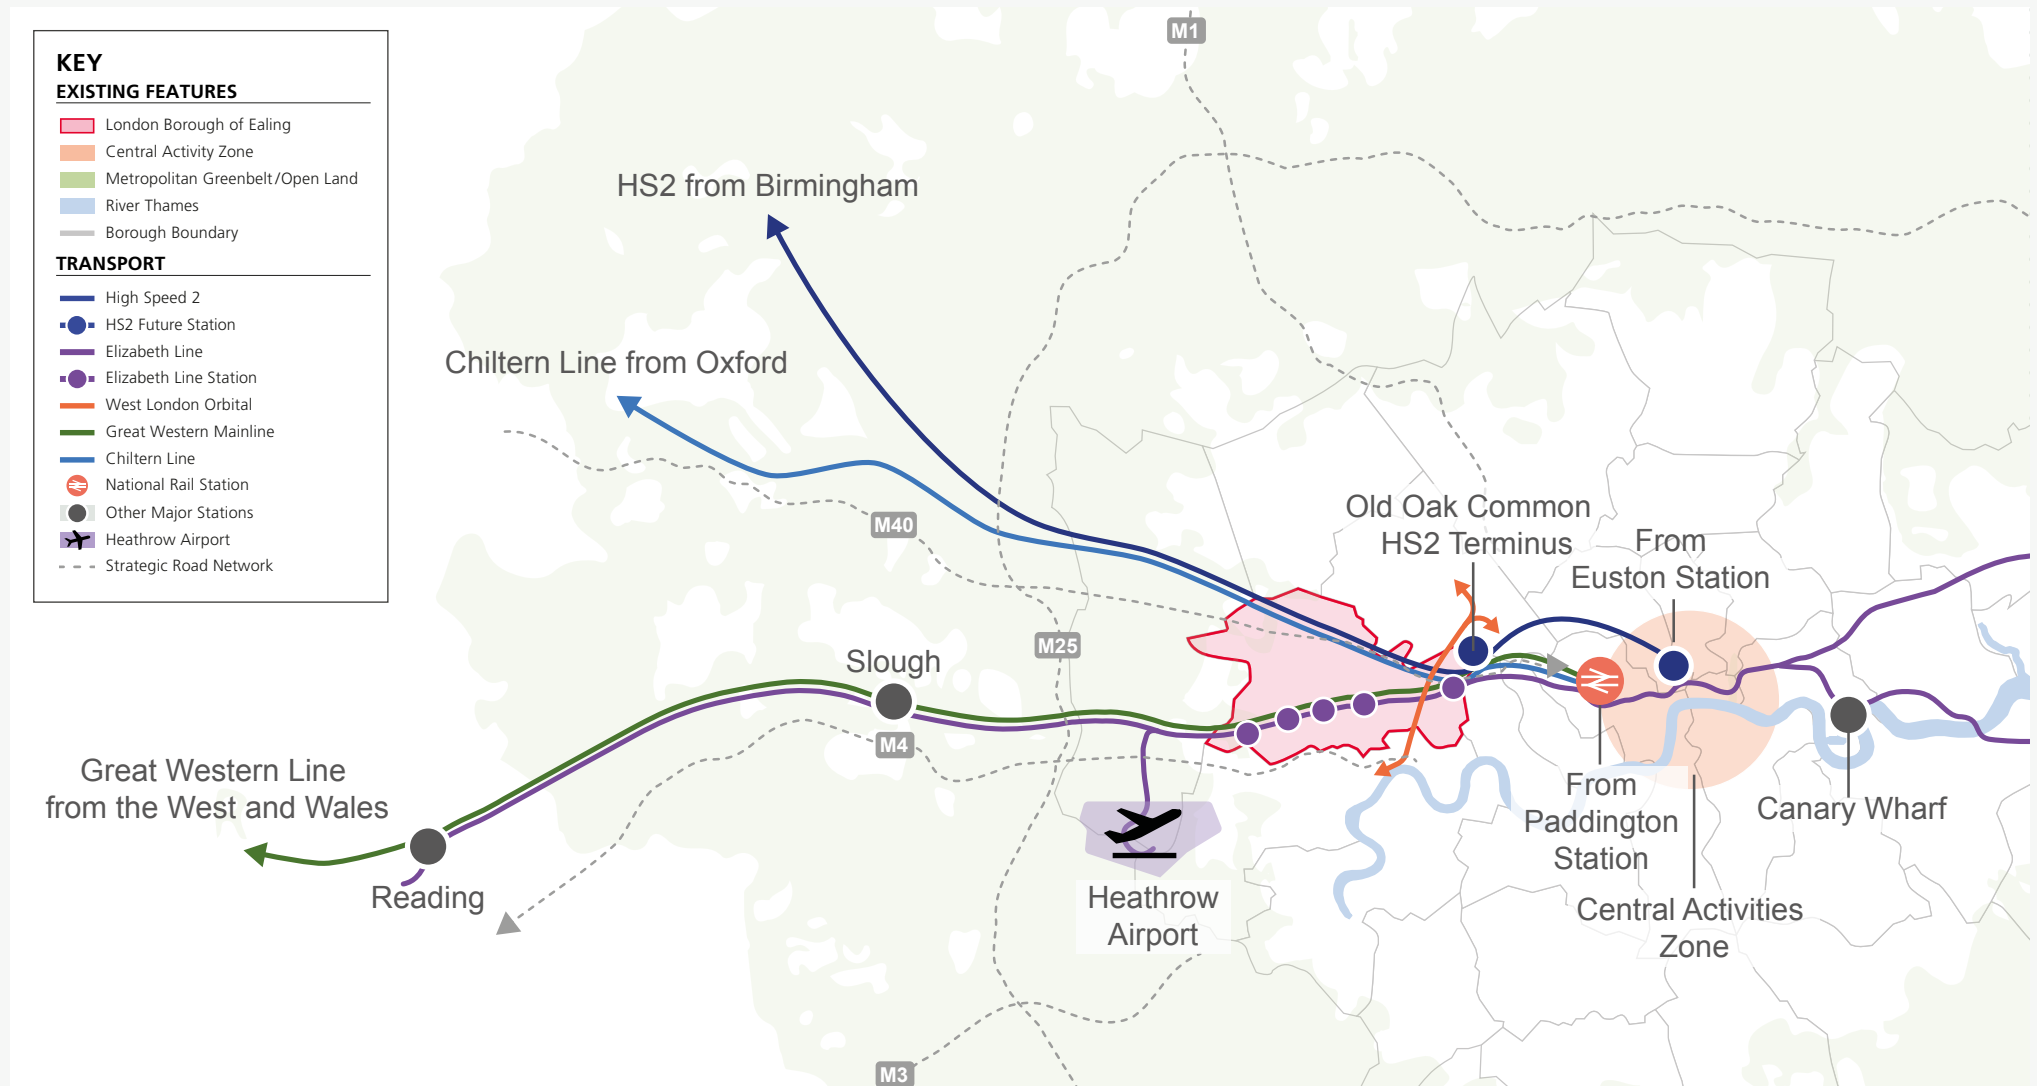 KEY
EXISTING FEATURES
London Borough of Ealing
Central Activity Zone
Metropolitan Greenbelt/Open Land
River Thames
Borough Boundary
TRANSPORT
High Speed 2
HS2 Future Station
Elizabeth Line
Elizabeth Line Station
West London Orbital
Great Western Mainline
Chiltern Line
National Rail Station
Other Major Stations
Heathrow Airport
Strategic Road Network
M1
HS2 from Birmingham
Chiltern Line from Oxford
M40
Old Oak Common
HS2 Terminus
From
Euston Station
M25
Slough
M4
Great Western Line
from the West and Wales
Reading
Heathrow
Airport
From
Paddington
Station
Canary Wharf
Central Activities
Zone
M3